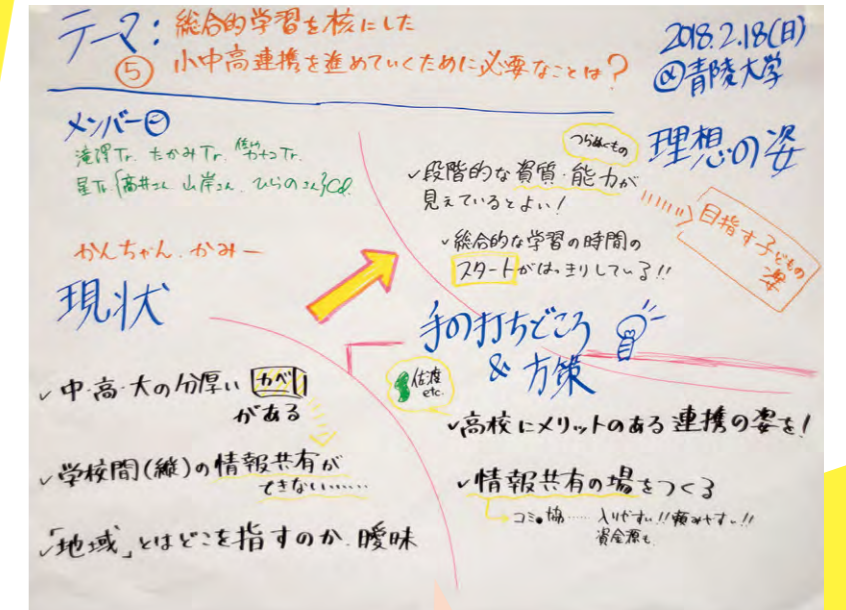 テーマ: 総合的学習を核にした
⑤ 小中高連携を進めていくために必要なことは?
2018.2.18(日)
@青陵大学
メンバー
滝澤Tr. たかみTr. Tr.
星Tr. 高井さん 山岸さん. ひらのさん
かんちゃん. かみー
理想の姿
つらぬくもの
✓段階的な資質・能力が
見えているとよい!
✓総合的な学習の時間の
スタートがはっきりしている!!
目指す子どもの
姿
現状
✓中・高・大の分厚いカベ
がある
✓学校間(縦)の情報共有が
できない……
✓「地域」とはどこを指すのか. 曖昧
手の打ちどころ
& 方策
佐渡
etc.
✓高校にメリットのある連携の姿を!
✓情報共有の場をつくる
コミ協…… 入りやすい!!頼みやすい!!
資金源も